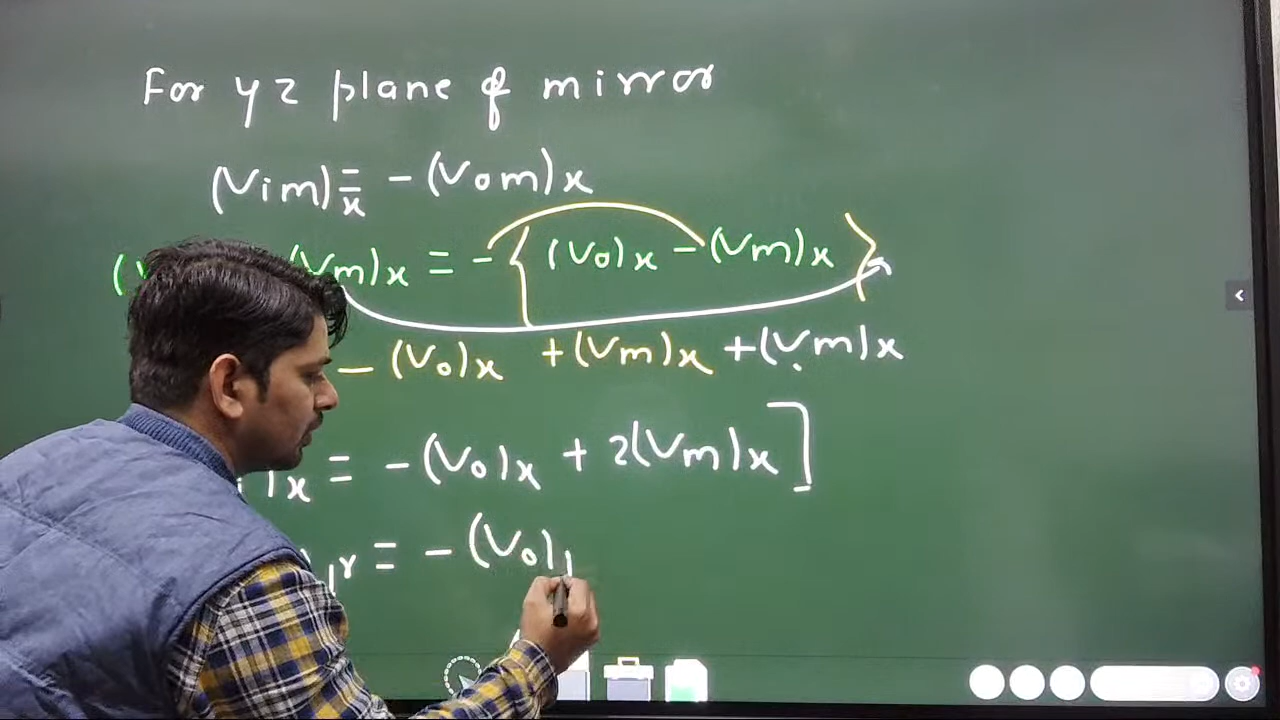 For yz plane of mirror
(Vim)x = - (Vom)x
(Vm)x = - { (Vo)x - (Vm)x }
- (Vo)x + (Vm)x + (Vm)x
x = - (Vo)x + 2(Vm)x ]
= - (Vo)